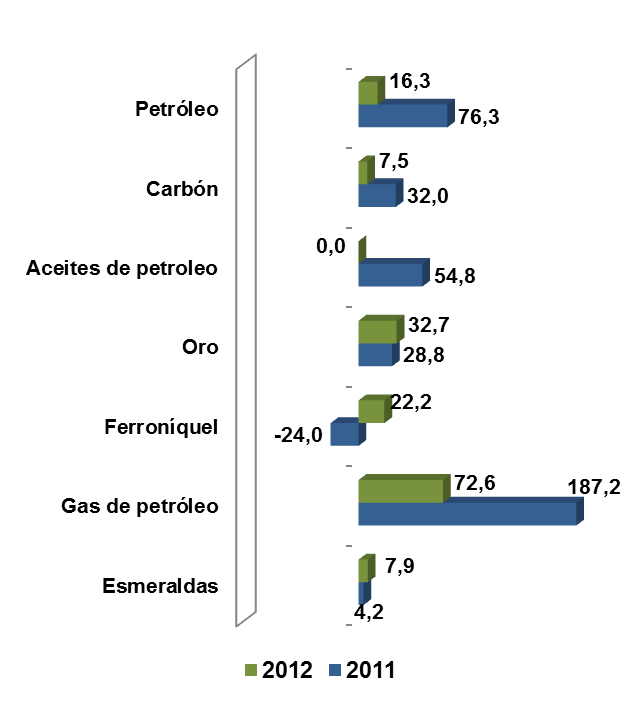 16,3
Petróleo
76,3
7,5
Carbón
32,0
0,0
Aceites de petroleo
54,8
32,7
Oro
28,8
22,2
Ferroníquel
-24,0
72,6
187,2
Gas de petróleo
7,9
Esmeraldas
4,2
2012 2011